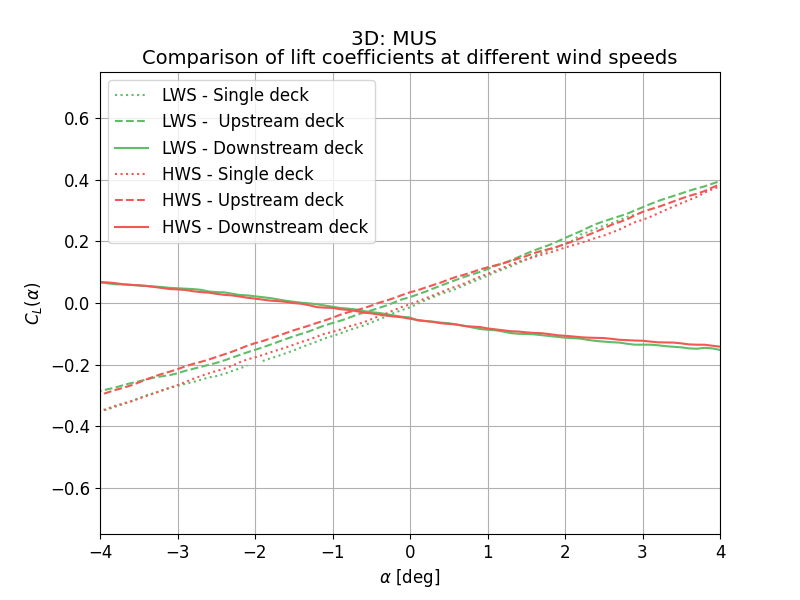 3D: MUS
Comparison of lift coefficients at different wind speeds
LWS - Single deck
LWS -  Upstream deck
LWS - Downstream deck
HWS - Single deck
HWS - Upstream deck
HWS - Downstream deck
0.6
0.4
0.2
0.0
−0.2
−0.4
−0.6
C_L(α)
−4
−3
−2
−1
0
1
2
3
4
α [deg]